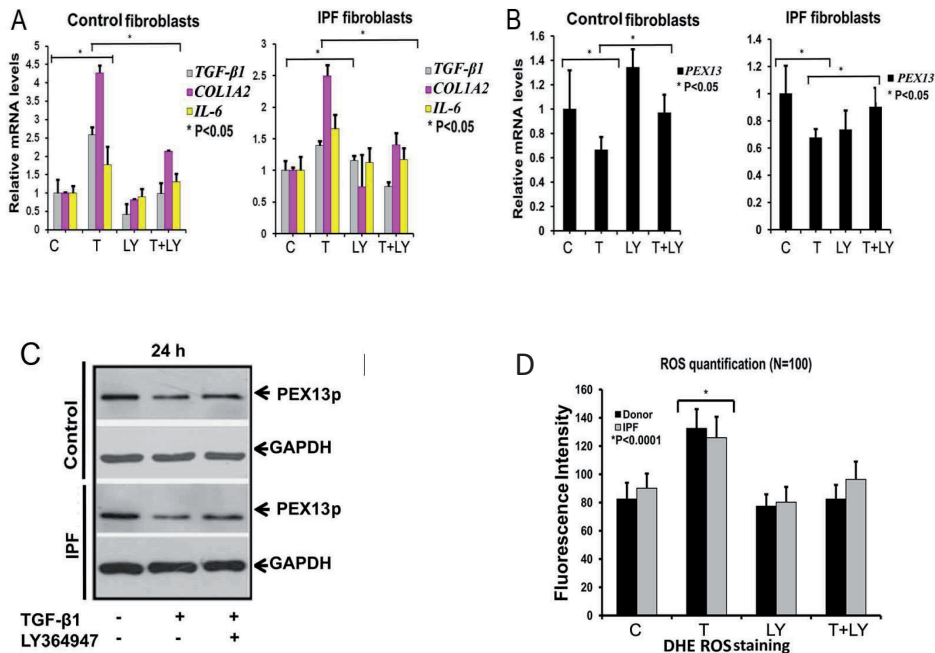 A
Control fibroblasts
IPF fibroblasts
Relative mRNA levels
5
4.5
4
3.5
3
2.5
2
1.5
1
0.5
0
*
*
TGF-β1
COL1A2
IL-6
* P<0.05
C T LY T+LY
3
2.5
2
1.5
1
0.5
0
*
*
TGF-β1
COL1A2
IL-6
* P<0.05
C T LY T+LY
B
Control fibroblasts
IPF fibroblasts
Relative mRNA levels
1.6
1.4
1.2
1
0.8
0.6
0.4
0.2
0
*
*
PEX13
* P<0.05
C T LY T+LY
1.4
1.2
1
0.8
0.6
0.4
0.2
0
*
*
PEX13
* P<0.05
C T LY T+LY
C
24 h
Control
PEX13p
GAPDH
IPF
PEX13p
GAPDH
TGF-β1 - + +
LY364947 - - +
D
ROS quantification (N=100)
Fluorescence Intensity
160
140
120
100
80
60
40
20
0
*
Donor
IPF
*P<0.0001
C T LY T+LY
DHE ROS staining